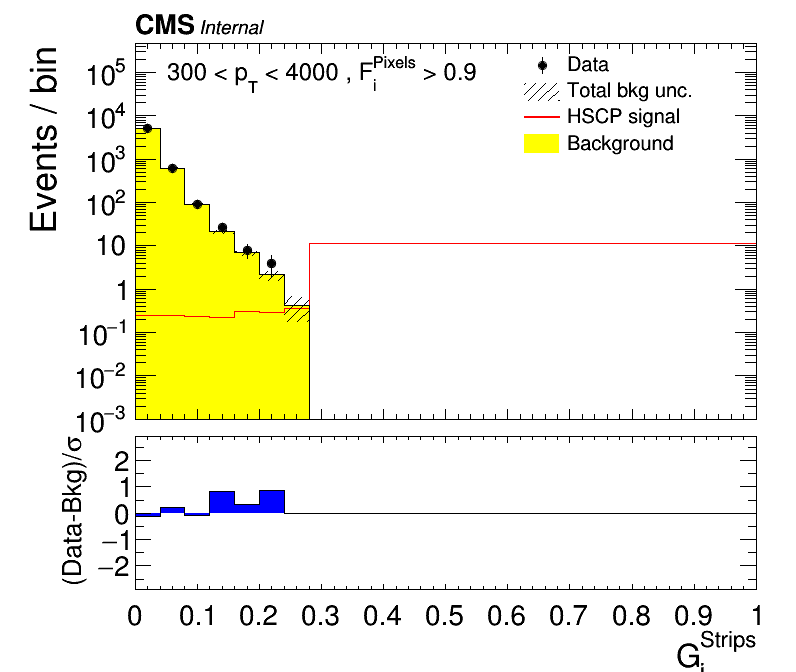 CMS Internal
300 < p_T < 4000 , F_i^Pixels > 0.9
Data
Total bkg unc.
HSCP signal
Background
Events / bin
10^5
10^4
10^3
10^2
10
1
10^−1
10^−2
10^−3
(Data-Bkg)/σ
2
1
0
−1
−2
0 0.1 0.2 0.3 0.4 0.5 0.6 0.7 0.8 0.9 1
G_i^Strips